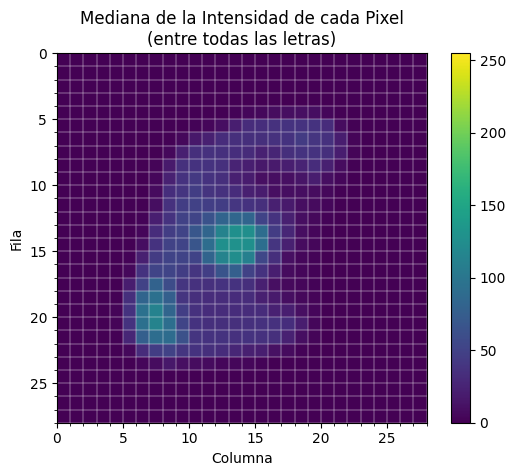 Mediana de la Intensidad de cada Pixel
(entre todas las letras)
0
5
10
15
20
25
Fila
0 5 10 15 20 25
Columna
250
200
150
100
50
0